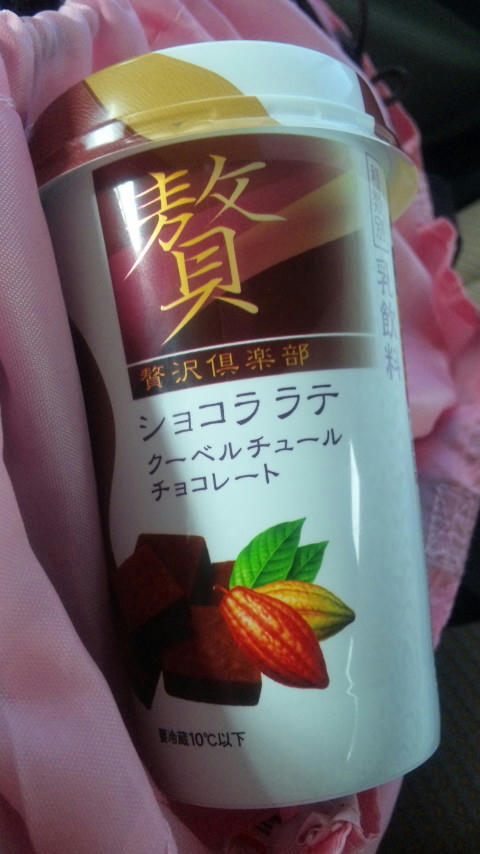 贅
贅沢倶楽部
ショコララテ
クーベルチュール
チョコレート
乳飲料
要冷蔵10℃以下